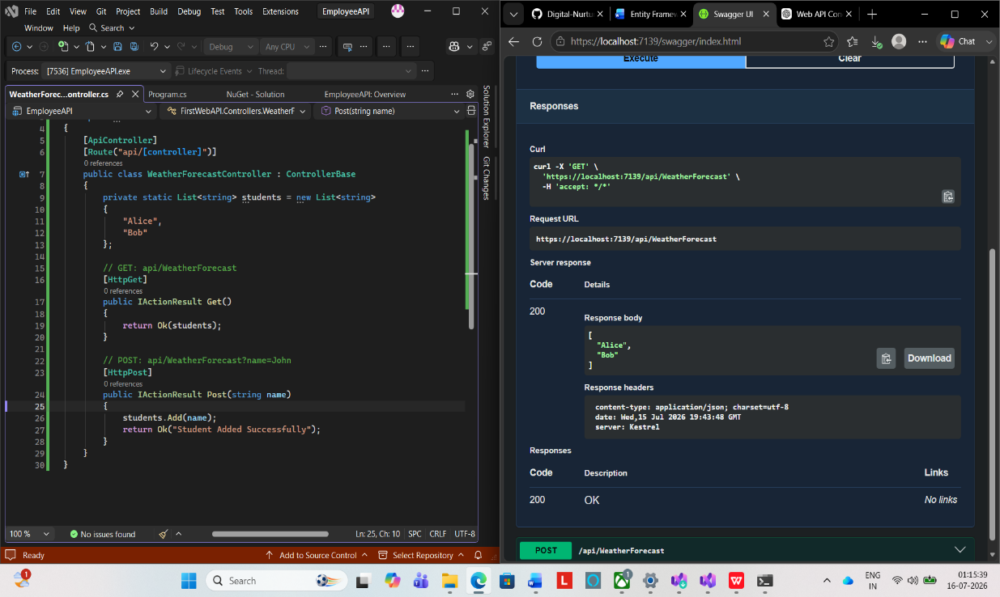 File Edit View Git Project Build Debug Test Tools Extensions EmployeeAPI
Window Help Search
Debug Any CPU
Process: [7536] EmployeeAPI.exe Lifecycle Events Thread:
WeatherForec...ontroller.cs Program.cs NuGet - Solution EmployeeAPI: Overview
EmployeeAPI FirstWebAPI.Controllers.WeatherF Post(string name)
4 {
5 [ApiController]
6 [Route("api/[controller]")]
0 references
7 public class WeatherForecastController : ControllerBase
8 {
9 private static List<string> students = new List<string>
10 {
11 "Alice",
12 "Bob"
13 };
14
15 // GET: api/WeatherForecast
16 [HttpGet]
0 references
17 public IActionResult Get()
18 {
19 return Ok(students);
20 }
21
22 // POST: api/WeatherForecast?name=John
23 [HttpPost]
0 references
24 public IActionResult Post(string name)
25 {
26 students.Add(name);
27 return Ok("Student Added Successfully");
28 }
29 }
30 }
100 % No issues found Ln: 25, Ch: 10 SPC CRLF UTF-8
Ready Add to Source Control Select Repository
Solution Explorer
Git Changes
Digital-Nurtu Entity Framew Swagger UI Web API Con
https://localhost:7139/swagger/index.html Chat
Execute Clear
Responses
Curl
curl -X 'GET' \
'https://localhost:7139/api/WeatherForecast' \
-H 'accept: */*'
Request URL
https://localhost:7139/api/WeatherForecast
Server response
Code Details
200
Response body
[
"Alice",
"Bob"
]
Download
Response headers
content-type: application/json; charset=utf-8
date: Wed,15 Jul 2026 19:43:48 GMT
server: Kestrel
Responses
Code Description Links
200 OK No links
POST /api/WeatherForecast
1 Search L W 1 ENG 01:15:39
IN 16-07-2026